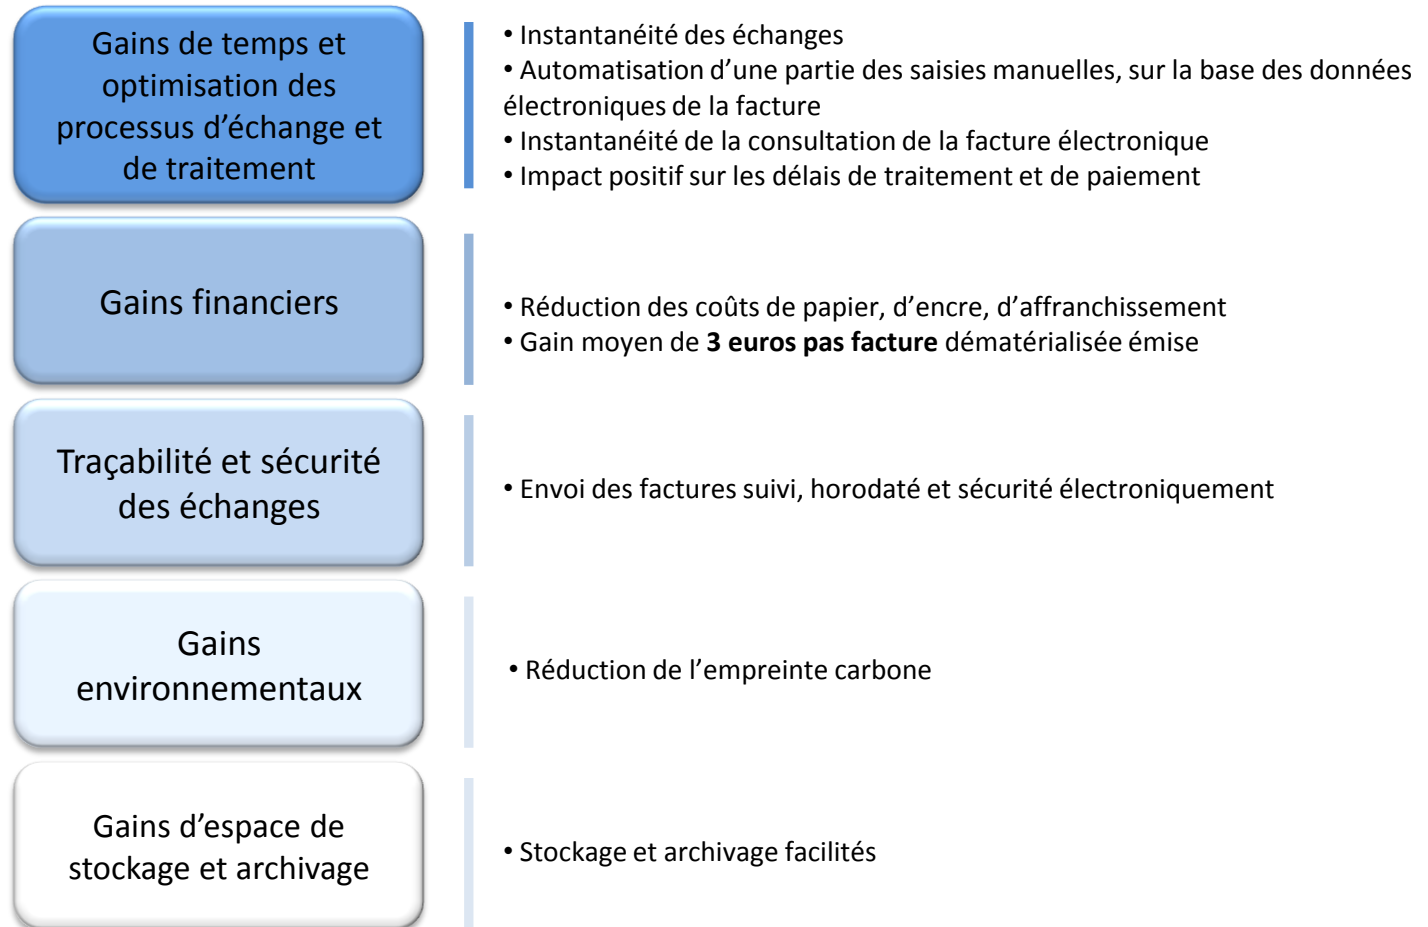 Gains de temps et
optimisation des
processus d’échange et
de traitement
• Instantanéité des échanges
• Automatisation d’une partie des saisies manuelles, sur la base des données
électroniques de la facture
• Instantanéité de la consultation de la facture électronique
• Impact positif sur les délais de traitement et de paiement
Gains financiers
• Réduction des coûts de papier, d’encre, d’affranchissement
• Gain moyen de 3 euros pas facture dématérialisée émise
Traçabilité et sécurité
des échanges
• Envoi des factures suivi, horodaté et sécurité électroniquement
Gains
environnementaux
• Réduction de l’empreinte carbone
Gains d’espace de
stockage et archivage
• Stockage et archivage facilités